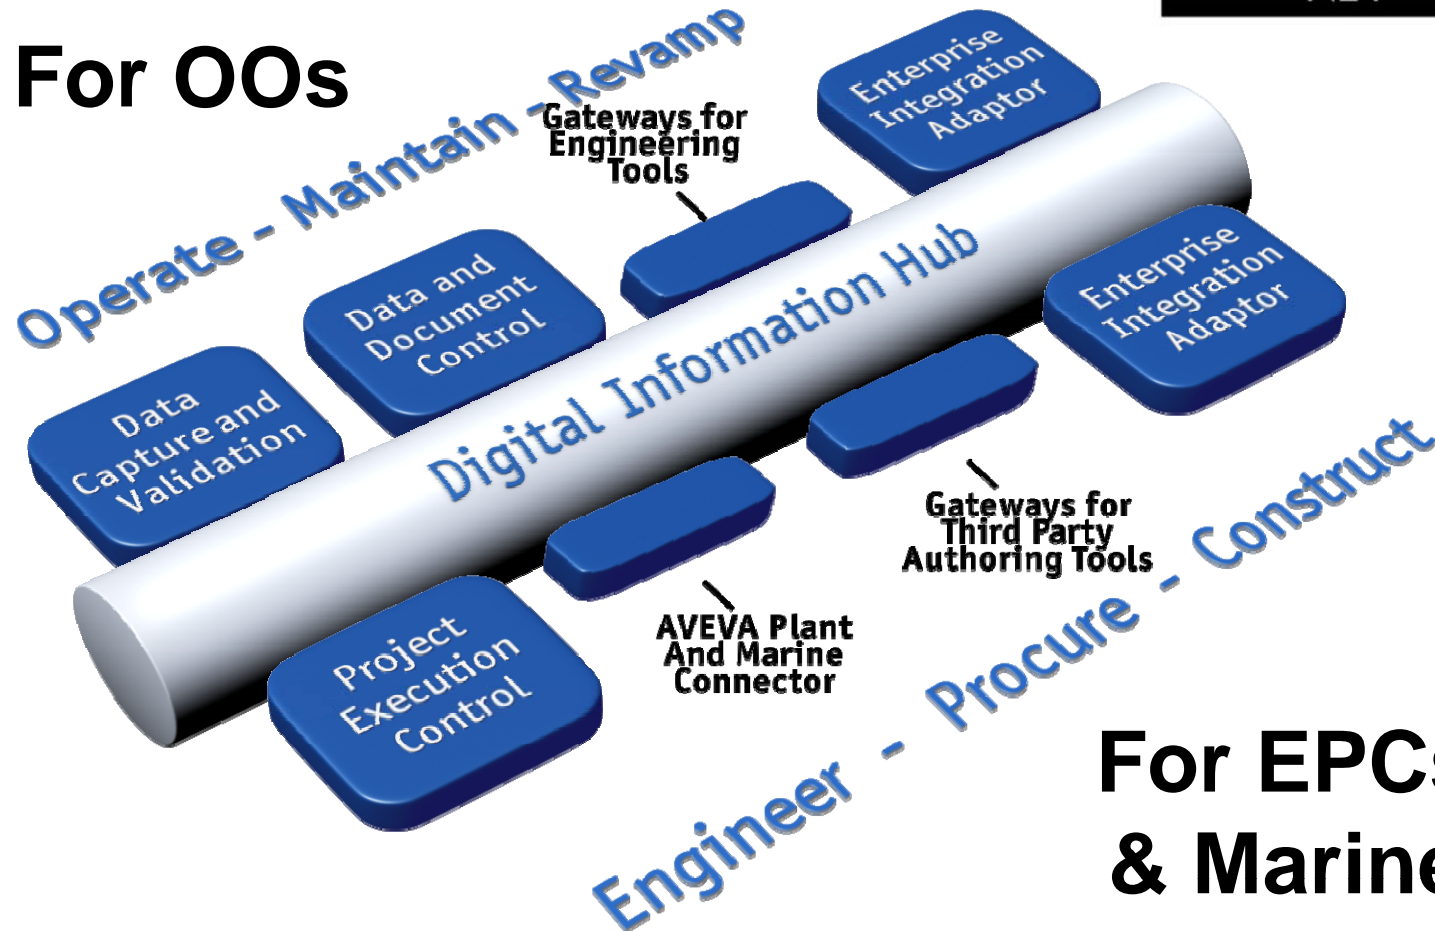 For OOs
Operate - Maintain - Revamp
Gateways for
Engineering
Tools
Enterprise
Integration
Adaptor
Data and
Document
Control
Data
Capture and
Validation
Digital Information Hub
Enterprise
Integration
Adaptor
Gateways for
Third Party
Authoring Tools
AVEVA Plant
And Marine
Connector
Project
Execution
Control
Engineer - Procure - Construct
For EPCs
& Marine